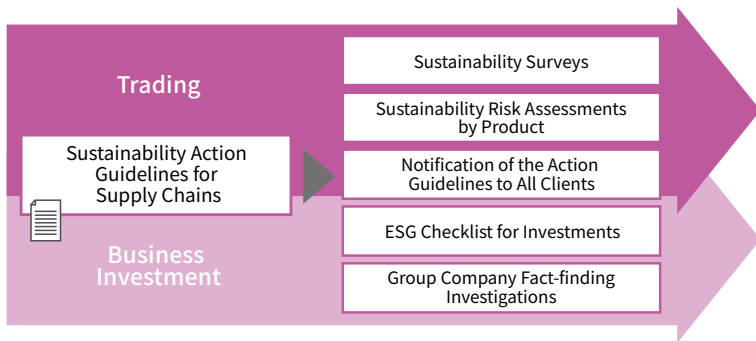 Trading
Sustainability Action
Guidelines for
Supply Chains
Business
Investment
Sustainability Surveys
Sustainability Risk Assessments
by Product
Notification of the Action
Guidelines to All Clients
ESG Checklist for Investments
Group Company Fact-finding
Investigations